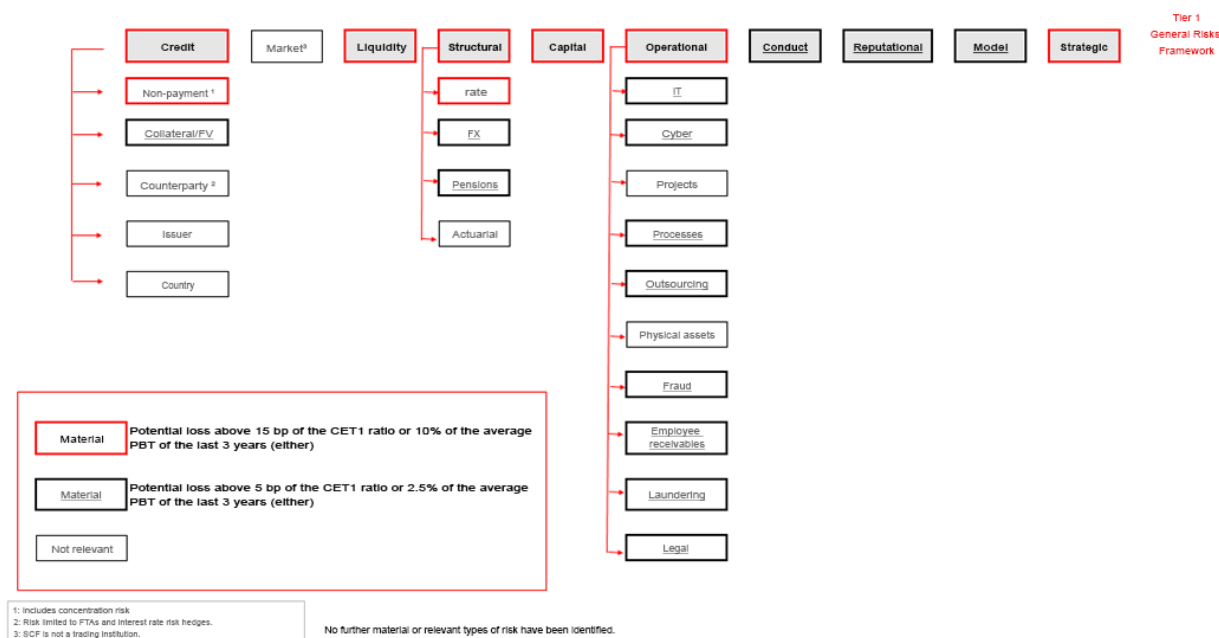 Tier 1
General Risks
Framework
Credit
Market³
Liquidity
Structural
Capital
Operational
Conduct
Reputational
Model
Strategic
Non-payment ¹
Collateral/FV
Counterparty ²
Issuer
Country
rate
FX
Pensions
Actuarial
IT
Cyber
Projects
Processes
Outsourcing
Physical assets
Fraud
Employee
receivables
Laundering
Legal
Material
Potential loss above 15 bp of the CET1 ratio or 10% of the average
PBT of the last 3 years (either)
Material
Potential loss above 5 bp of the CET1 ratio or 2.5% of the average
PBT of the last 3 years (either)
Not relevant
1: Includes concentration risk
2: Risk limited to FTAs and interest rate risk hedges.
3: SCF is not a trading institution.
No further material or relevant types of risk have been identified.